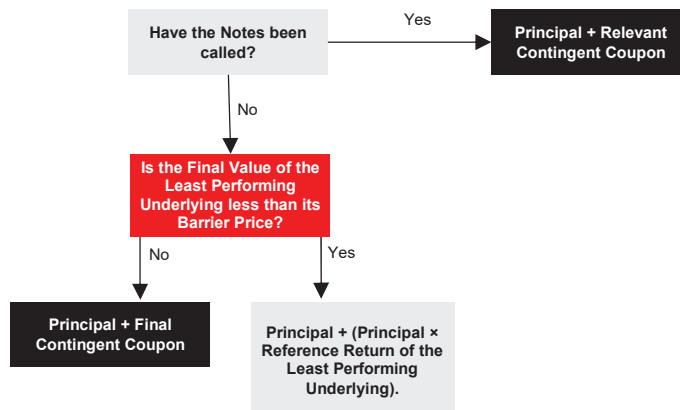 Have the Notes been
called?
Yes
Principal + Relevant
Contingent Coupon
No
Is the Final Value of the
Least Performing
Underlying less than its
Barrier Price?
No
Yes
Principal + Final
Contingent Coupon
Principal + (Principal ×
Reference Return of the
Least Performing
Underlying).